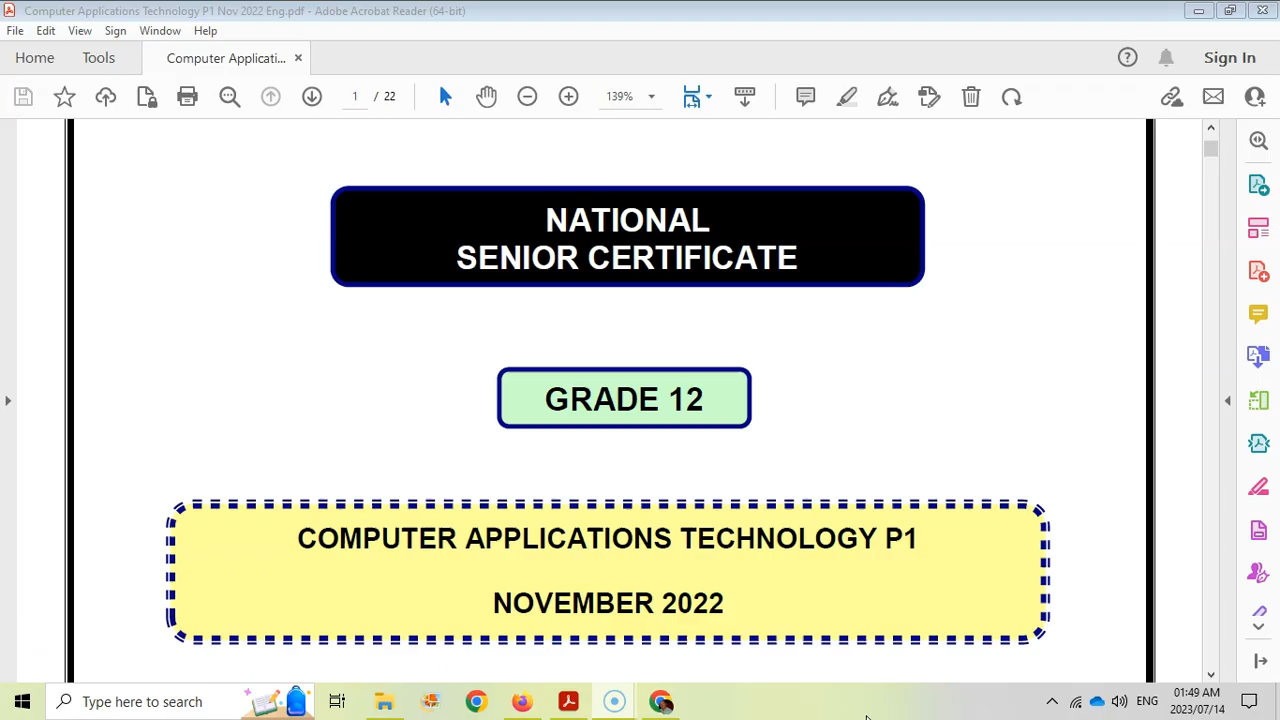 Computer Applications Technology P1 Nov 2022 Eng.pdf - Adobe Acrobat Reader (64-bit)
File Edit View Sign Window Help
Home Tools Computer Applicati... × Sign In
1 / 22 139%
NATIONAL
SENIOR CERTIFICATE
GRADE 12
COMPUTER APPLICATIONS TECHNOLOGY P1
NOVEMBER 2022
Type here to search ENG 01:49 AM
2023/07/14